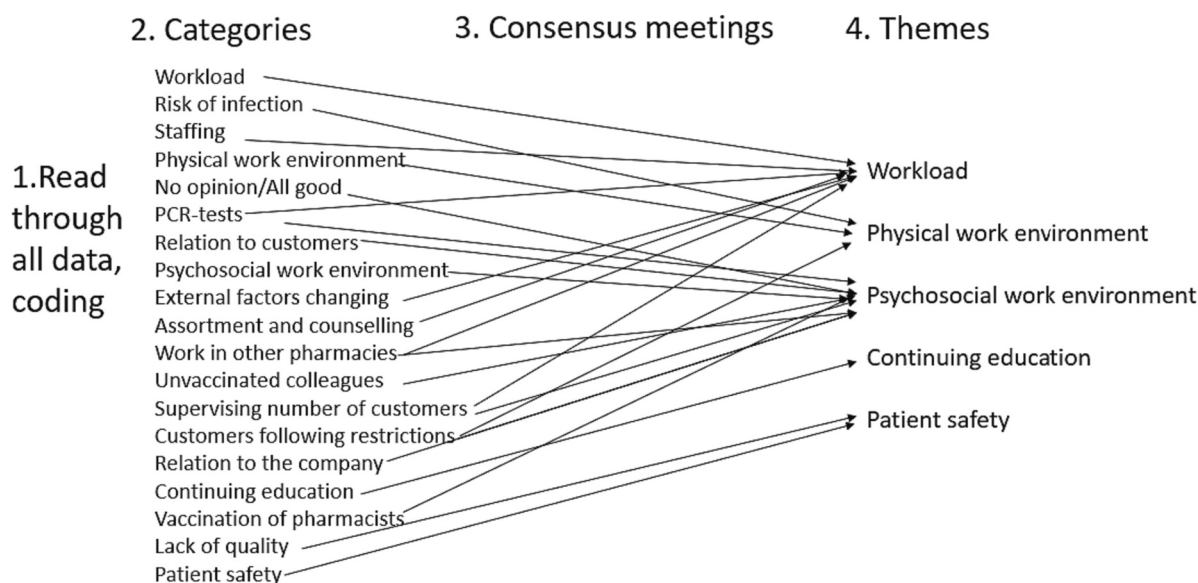 2. Categories
3. Consensus meetings
4. Themes
1.Read
through
all data,
coding
Workload
Risk of infection
Staffing
Physical work environment
No opinion/All good
PCR-tests
Relation to customers
Psychosocial work environment
External factors changing
Assortment and counselling
Work in other pharmacies
Unvaccinated colleagues
Supervising number of customers
Customers following restrictions
Relation to the company
Continuing education
Vaccination of pharmacists
Lack of quality
Patient safety
Workload
Physical work environment
Psychosocial work environment
Continuing education
Patient safety